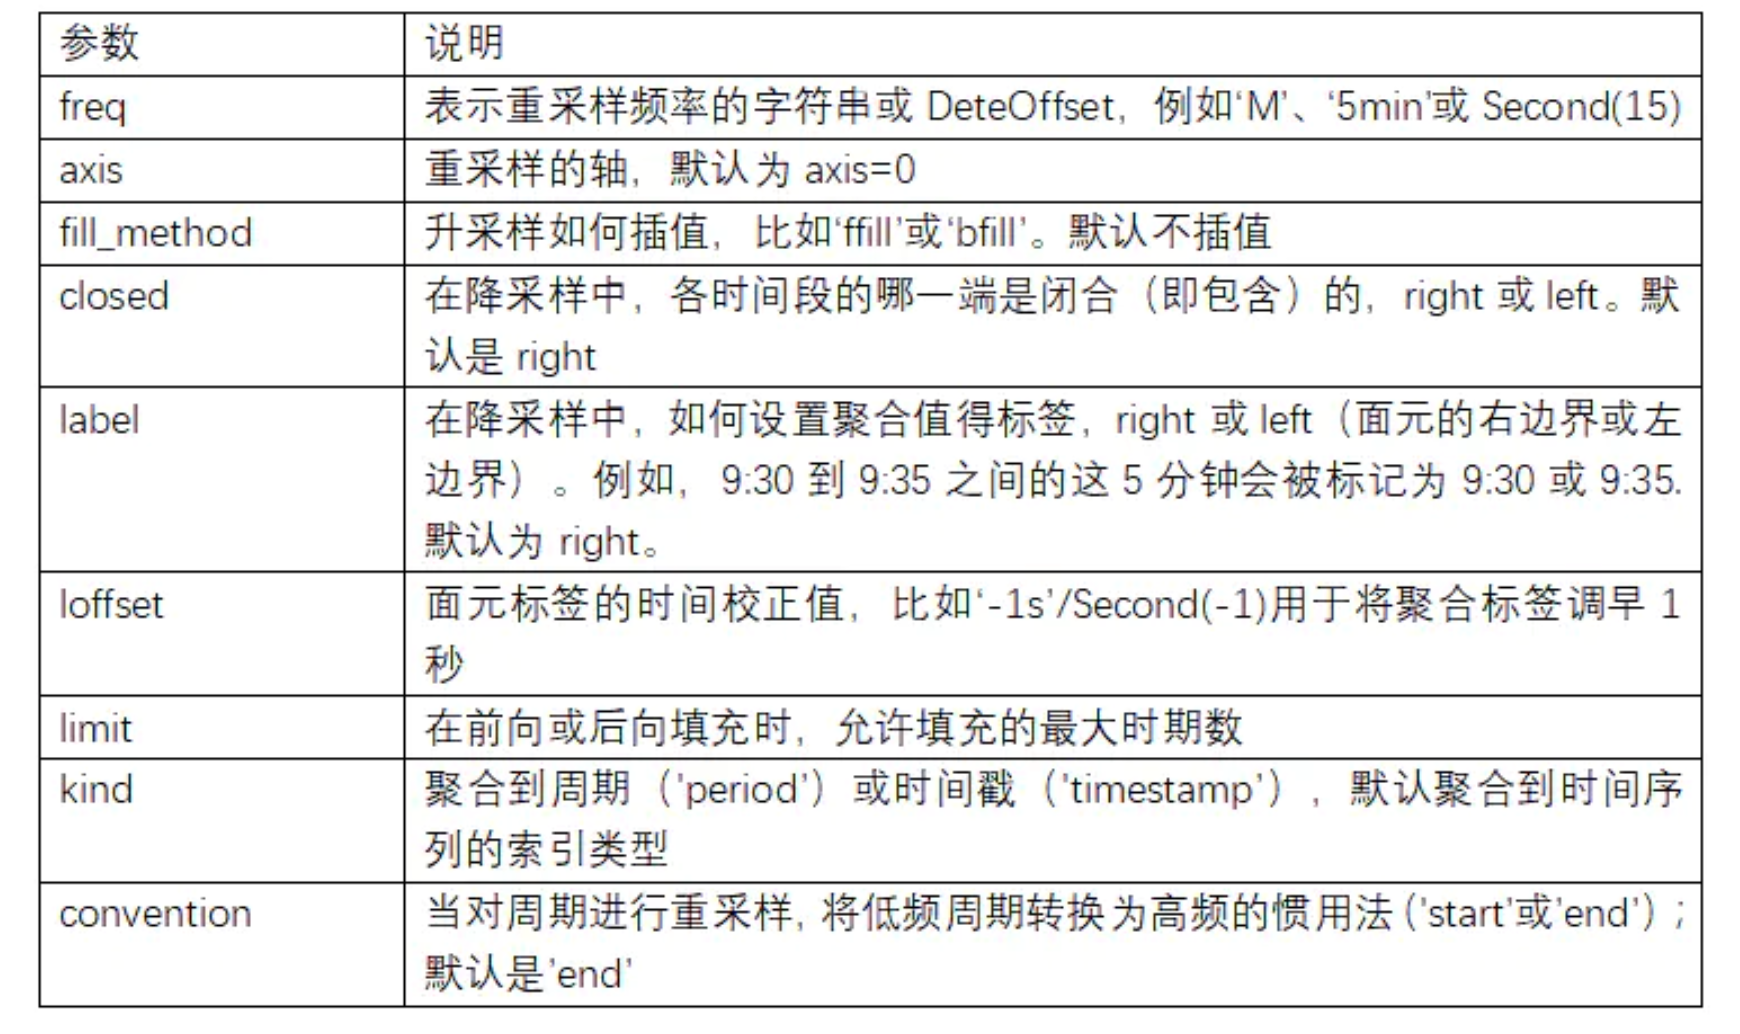 参数 说明
freq 表示重采样频率的字符串或 DeteOffset，例如‘M’、‘5min’或 Second(15)
axis 重采样的轴，默认为 axis=0
fill_method 升采样如何插值，比如‘ffill’或‘bfill’。默认不插值
closed 在降采样中，各时间段的哪一端是闭合（即包含）的，right 或 left。默
认是 right
label 在降采样中，如何设置聚合值得标签，right 或 left（面元的右边界或左
边界）。例如，9:30 到 9:35 之间的这 5 分钟会被标记为 9:30 或 9:35.
默认为 right。
loffset 面元标签的时间校正值，比如‘-1s’/Second(-1)用于将聚合标签调早 1
秒
limit 在前向或后向填充时，允许填充的最大时期数
kind 聚合到周期（’period’）或时间戳（’timestamp’），默认聚合到时间序
列的索引类型
convention 当对周期进行重采样, 将低频周期转换为高频的惯用法（’start’或’end’）;
默认是’end’